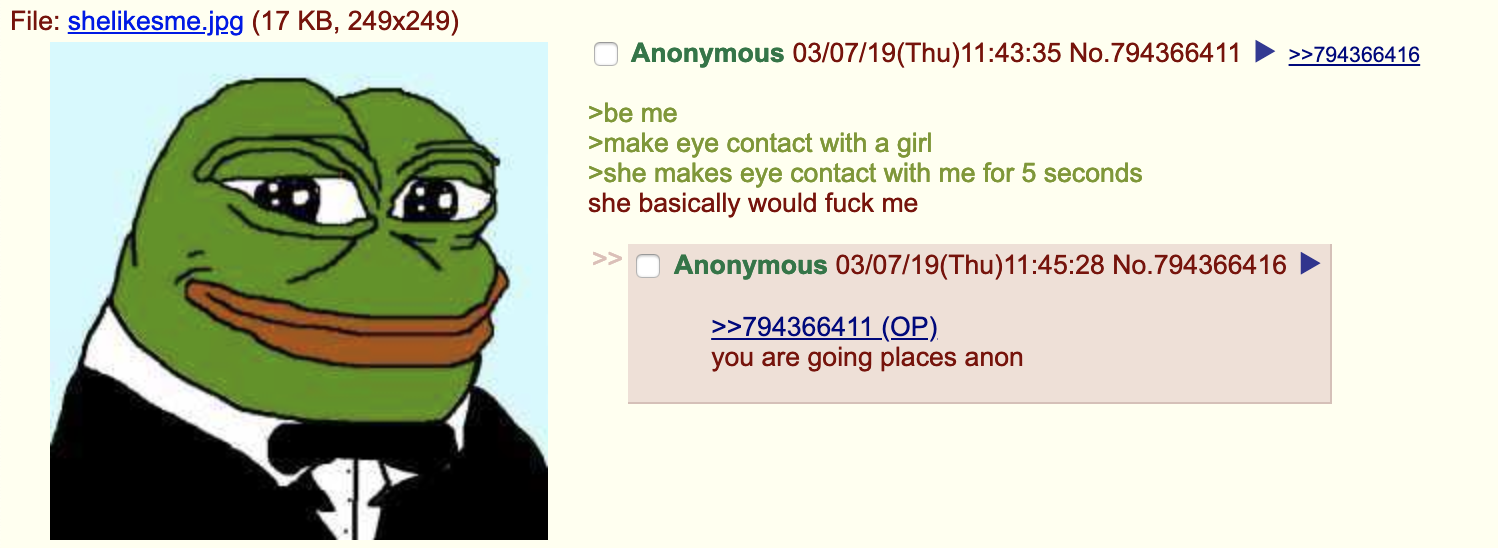 File: shelikesme.jpg (17 KB, 249x249)
Anonymous 03/07/19(Thu)11:43:35 No.794366411 ▶ >>794366416
>be me
>make eye contact with a girl
>she makes eye contact with me for 5 seconds
she basically would fuck me
>> Anonymous 03/07/19(Thu)11:45:28 No.794366416 ▶
>>794366411 (OP)
you are going places anon